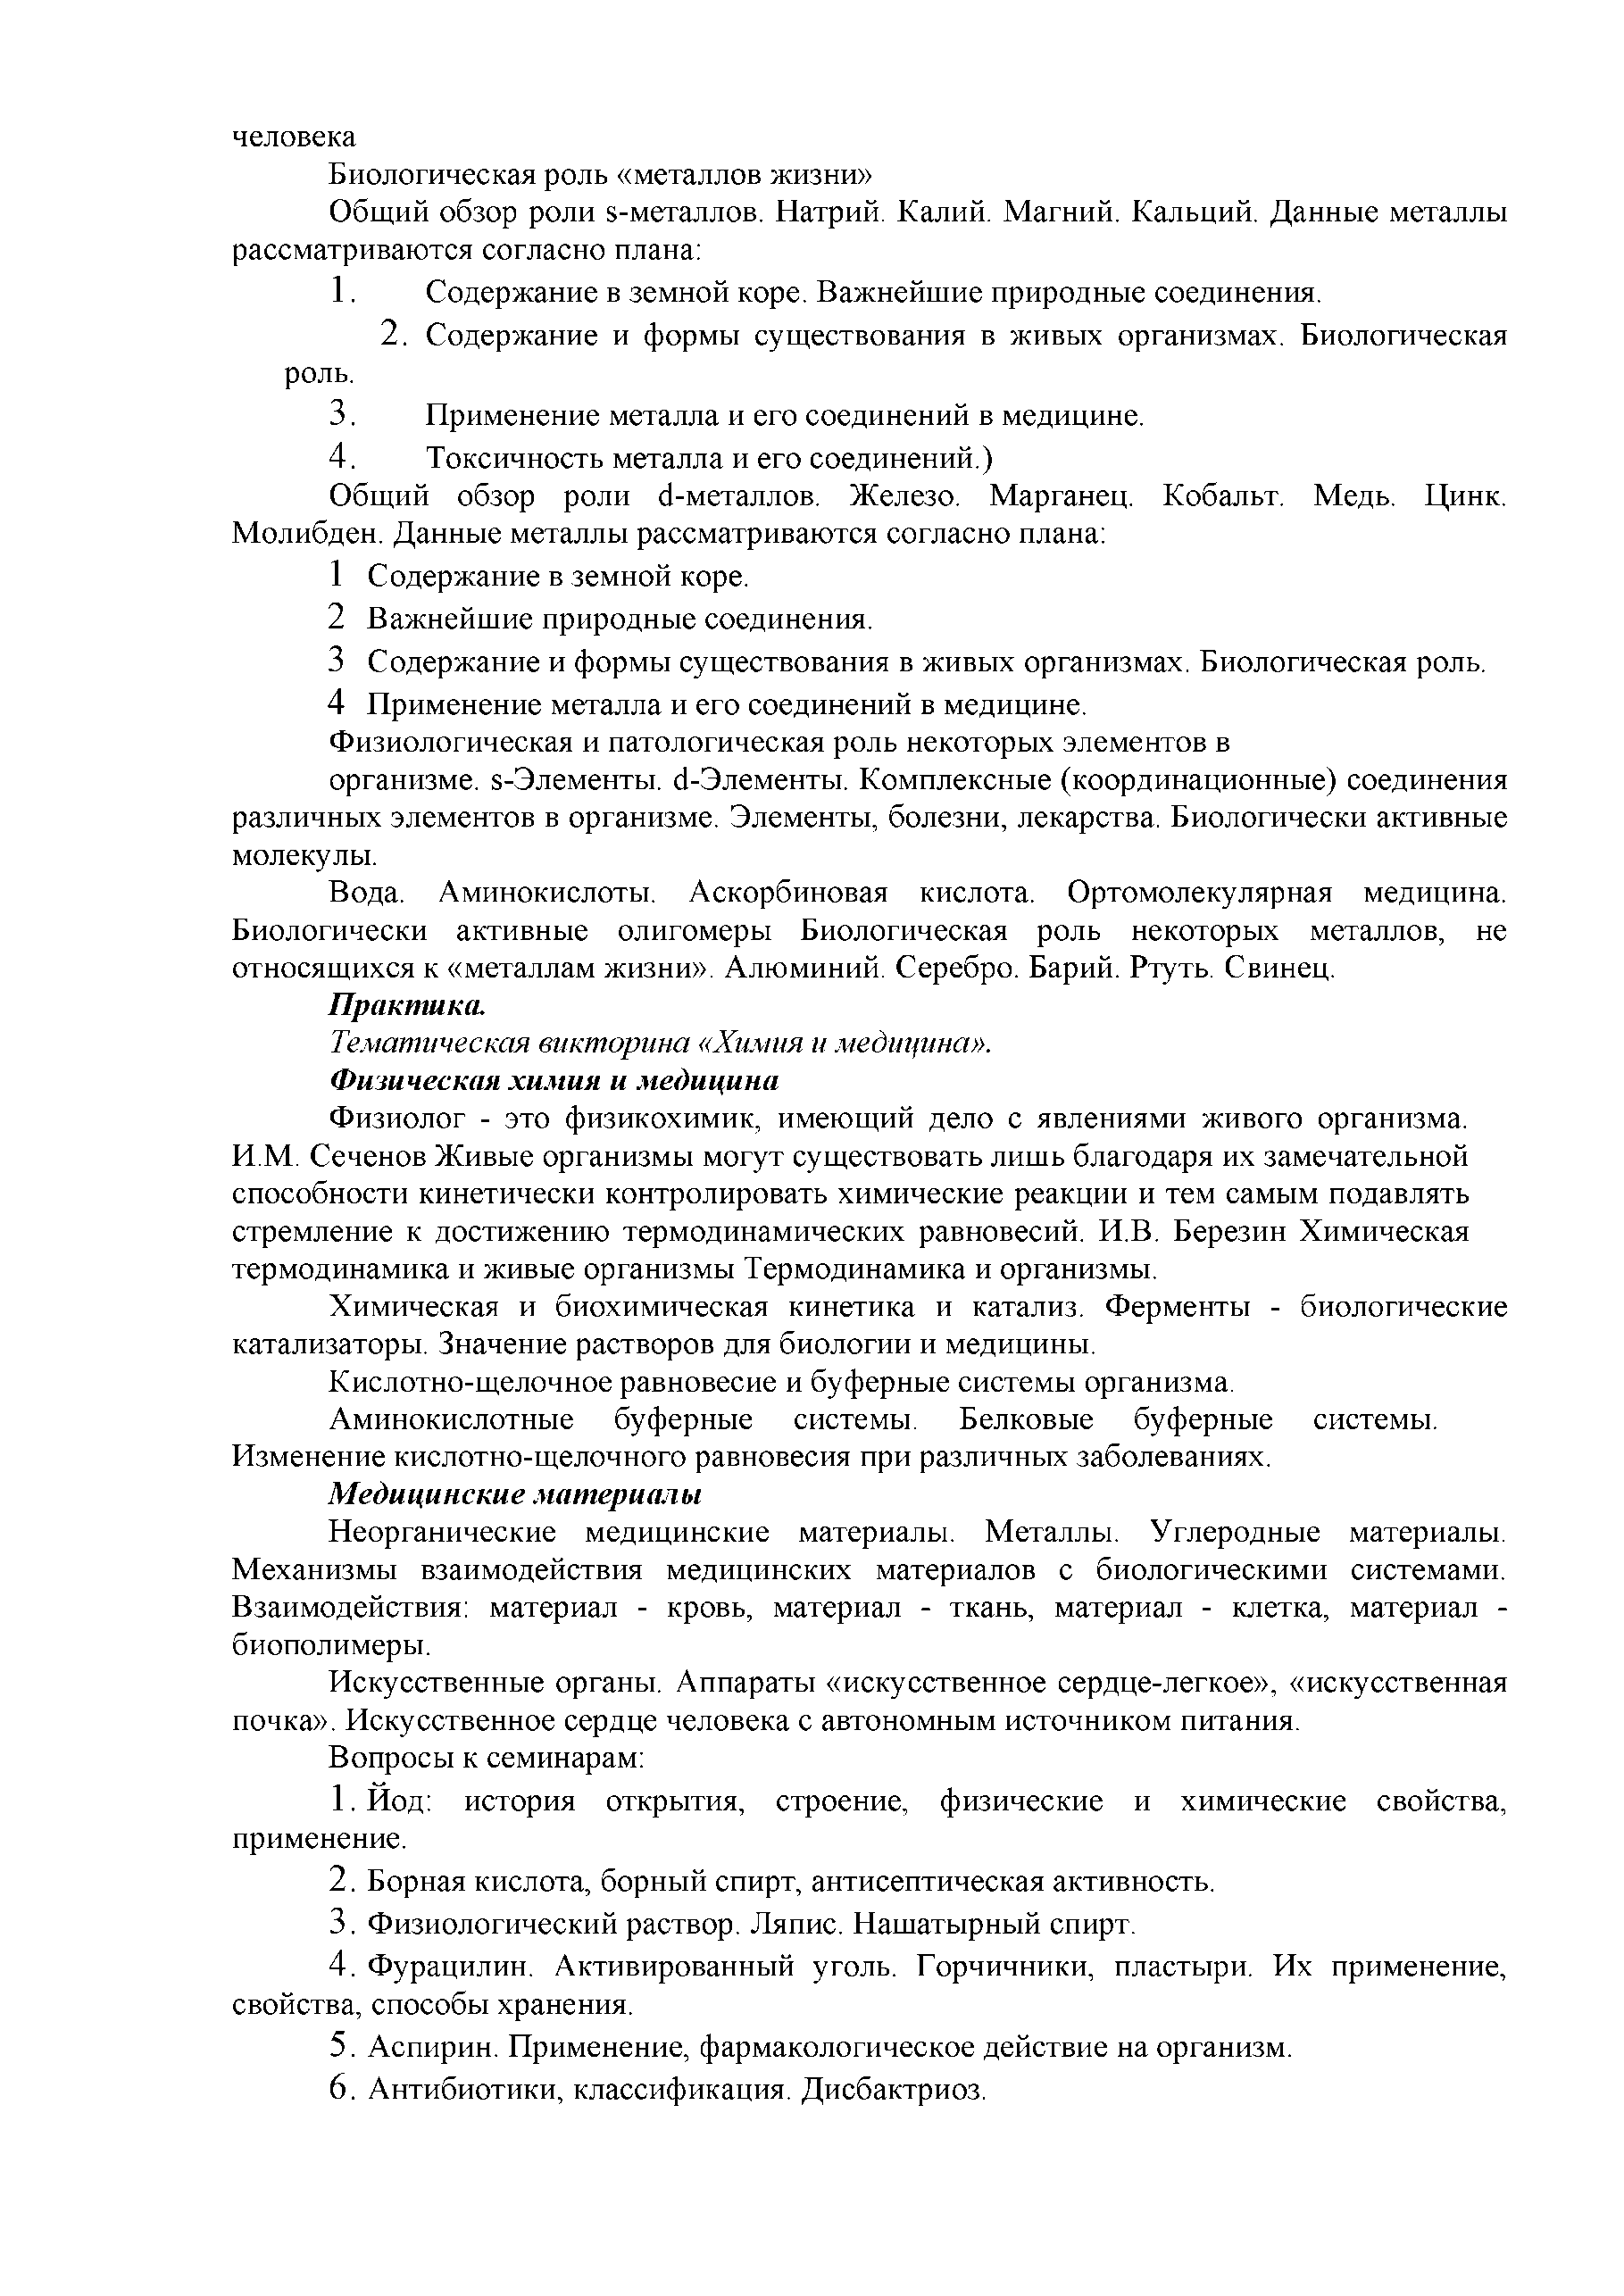 человека
Биологическая роль «металлов жизни»
Общий обзор роли s-металлов. Натрий. Калий. Магний. Кальций. Данные металлы
рассматриваются согласно плана:
1. Содержание в земной коре. Важнейшие природные соединения.
2. Содержание и формы существования в живых организмах. Биологическая
роль.
3. Применение металла и его соединений в медицине.
4. Токсичность металла и его соединений.)
Общий обзор роли d-металлов. Железо. Марганец. Кобальт. Медь. Цинк.
Молибден. Данные металлы рассматриваются согласно плана:
1 Содержание в земной коре.
2 Важнейшие природные соединения.
3 Содержание и формы существования в живых организмах. Биологическая роль.
4 Применение металла и его соединений в медицине.
Физиологическая и патологическая роль некоторых элементов в
организме. s-Элементы. d-Элементы. Комплексные (координационные) соединения
различных элементов в организме. Элементы, болезни, лекарства. Биологически активные
молекулы.
Вода. Аминокислоты. Аскорбиновая кислота. Ортомолекулярная медицина.
Биологически активные олигомеры Биологическая роль некоторых металлов, не
относящихся к «металлам жизни». Алюминий. Серебро. Барий. Ртуть. Свинец.
Практика.
Тематическая викторина «Химия и медицина».
Физическая химия и медицина
Физиолог - это физикохимик, имеющий дело с явлениями живого организма.
И.М. Сеченов Живые организмы могут существовать лишь благодаря их замечательной
способности кинетически контролировать химические реакции и тем самым подавлять
стремление к достижению термодинамических равновесий. И.В. Березин Химическая
термодинамика и живые организмы Термодинамика и организмы.
Химическая и биохимическая кинетика и катализ. Ферменты - биологические
катализаторы. Значение растворов для биологии и медицины.
Кислотно-щелочное равновесие и буферные системы организма.
Аминокислотные буферные системы. Белковые буферные системы.
Изменение кислотно-щелочного равновесия при различных заболеваниях.
Медицинские материалы
Неорганические медицинские материалы. Металлы. Углеродные материалы.
Механизмы взаимодействия медицинских материалов с биологическими системами.
Взаимодействия: материал - кровь, материал - ткань, материал - клетка, материал -
биополимеры.
Искусственные органы. Аппараты «искусственное сердце-легкое», «искусственная
почка». Искусственное сердце человека с автономным источником питания.
Вопросы к семинарам:
1. Йод: история открытия, строение, физические и химические свойства,
применение.
2. Борная кислота, борный спирт, антисептическая активность.
3. Физиологический раствор. Ляпис. Нашатырный спирт.
4. Фурацилин. Активированный уголь. Горчичники, пластыри. Их применение,
свойства, способы хранения.
5. Аспирин. Применение, фармакологическое действие на организм.
6. Антибиотики, классификация. Дисбактриоз.